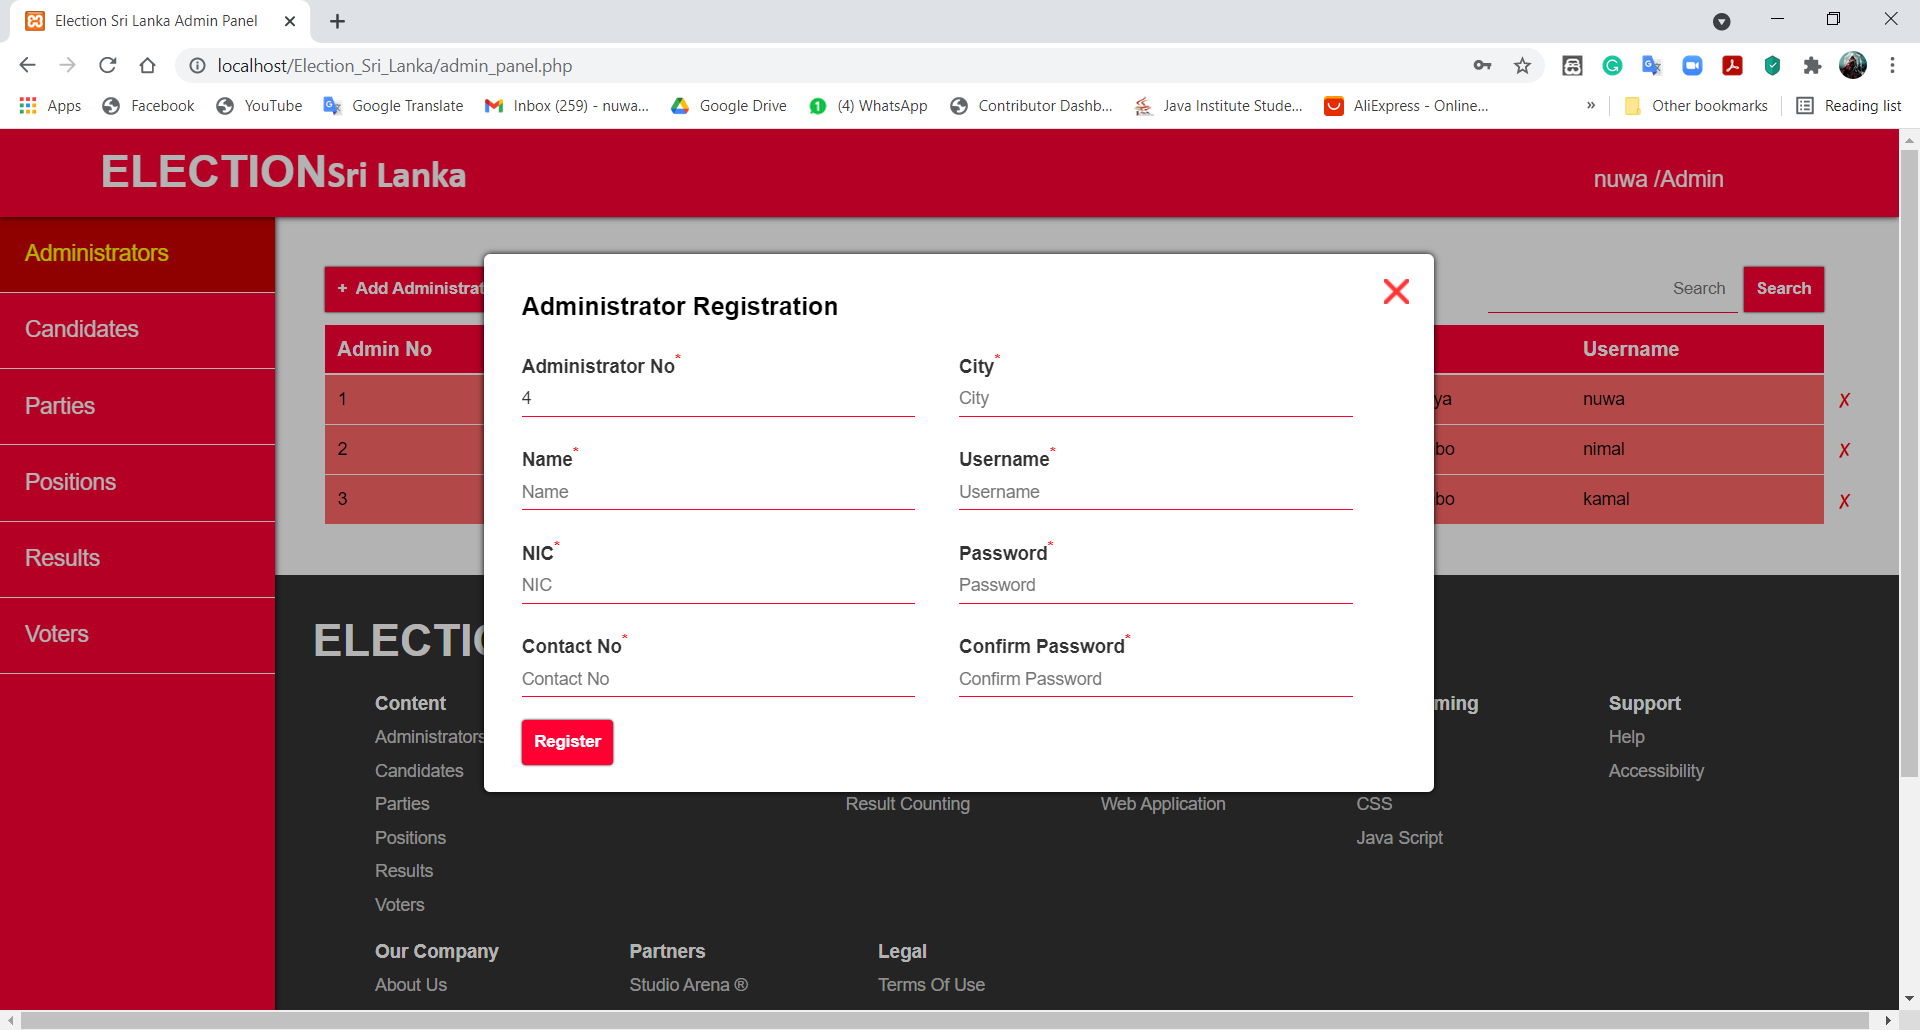 Election Sri Lanka Admin Panel
localhost/Election_Sri_Lanka/admin_panel.php
Apps Facebook YouTube Google Translate Inbox (259) - nuwa... Google Drive 1 (4) WhatsApp Contributor Dashb... Java Institute Stude... AliExpress - Online... » Other bookmarks Reading list
ELECTIONSri Lanka
nuwa /Admin
Administrators
Candidates
Parties
Positions
Results
Voters
+ Add Administrat
Search Search
Admin No Username
1 ya nuwa ✗
2 bo nimal ✗
3 bo kamal ✗
Administrator Registration
Administrator No* City*
4 City
Name* Username*
Name Username
NIC* Password*
NIC Password
Contact No* Confirm Password*
Contact No Confirm Password
Register
ELECTI
Content ming Support
Administrators Help
Candidates Accessibility
Parties Result Counting Web Application CSS
Positions Java Script
Results
Voters
Our Company Partners Legal
About Us Studio Arena ® Terms Of Use